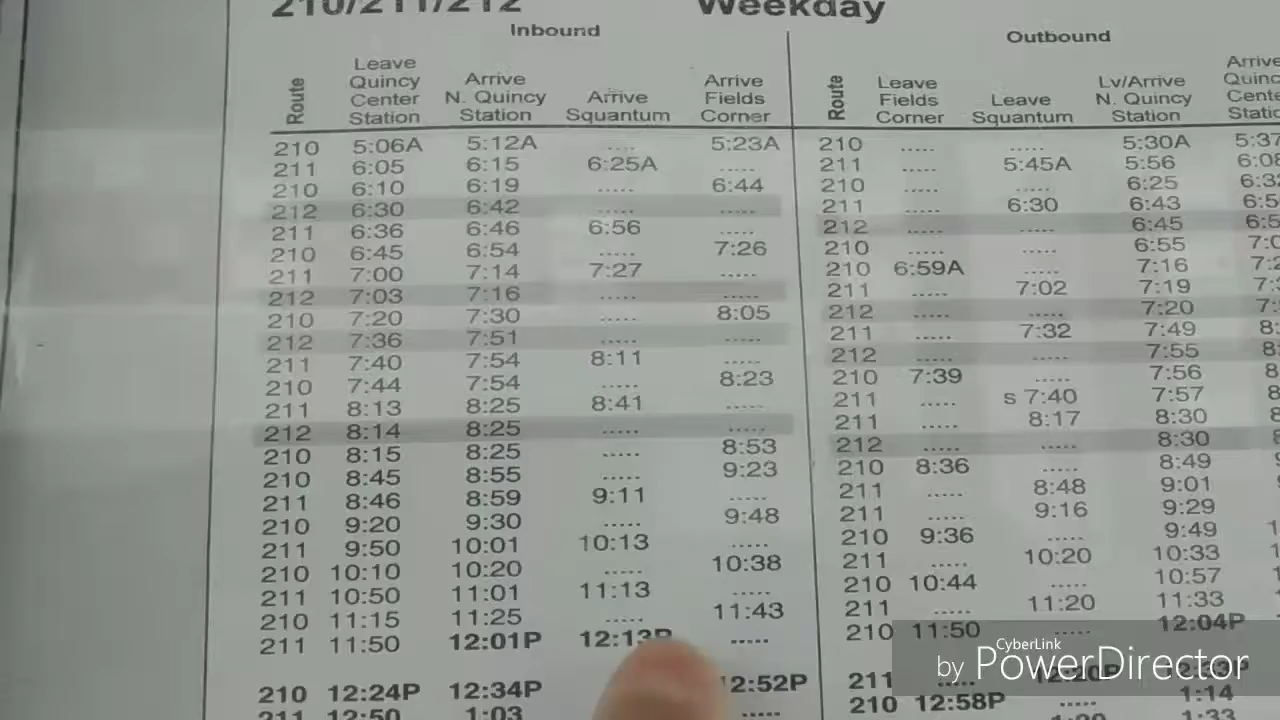 210/211/212 Weekday
Inbound Outbound
Route Leave Quincy Center Station Arrive N. Quincy Station Arrive Squantum Arrive Fields Corner Route Leave Fields Corner Leave Squantum Lv/Arrive N. Quincy Station Arrive
210 5:06A 5:12A .... 5:23A 210 ..... ..... 5:30A
211 6:05 6:15 6:25A ..... 211 ..... 5:45A 5:56
210 6:10 6:19 ..... 6:44 210 ..... ..... 6:25
212 6:30 6:42 ..... ..... 211 ..... 6:30 6:43
211 6:36 6:46 6:56 ..... 212 ..... ..... 6:45
210 6:45 6:54 ..... 7:26 210 ..... ..... 6:55
211 7:00 7:14 7:27 ..... 210 6:59A ..... 7:16
212 7:03 7:16 ..... ..... 211 ..... 7:02 7:19
210 7:20 7:30 ..... 8:05 212 ..... ..... 7:20
212 7:36 7:51 ..... ..... 211 ..... 7:32 7:49
211 7:40 7:54 8:11 ..... 212 ..... ..... 7:55
210 7:44 7:54 ..... 8:23 210 7:39 ..... 7:56
211 8:13 8:25 8:41 ..... 211 ..... s 7:40 7:57
212 8:14 8:25 ..... ..... 211 ..... 8:17 8:30
210 8:15 8:25 ..... 8:53 212 ..... ..... 8:30
210 8:45 8:55 ..... 9:23 210 8:36 ..... 8:49
211 8:46 8:59 9:11 ..... 211 ..... 8:48 9:01
210 9:20 9:30 ..... 9:48 211 ..... 9:16 9:29
211 9:50 10:01 10:13 ..... 210 9:36 ..... 9:49
210 10:10 10:20 ..... 10:38 211 ..... 10:20 10:33
211 10:50 11:01 11:13 ..... 210 10:44 ..... 10:57
210 11:15 11:25 ..... 11:43 211 ..... 11:20 11:33
211 11:50 12:01P 12:13P ..... 210 11:50 ..... 12:04P
210 12:24P 12:34P 211 .....
211 12:50 1:03 ..... 210 12:58P ..... 1:14
CyberLink
by PowerDirector